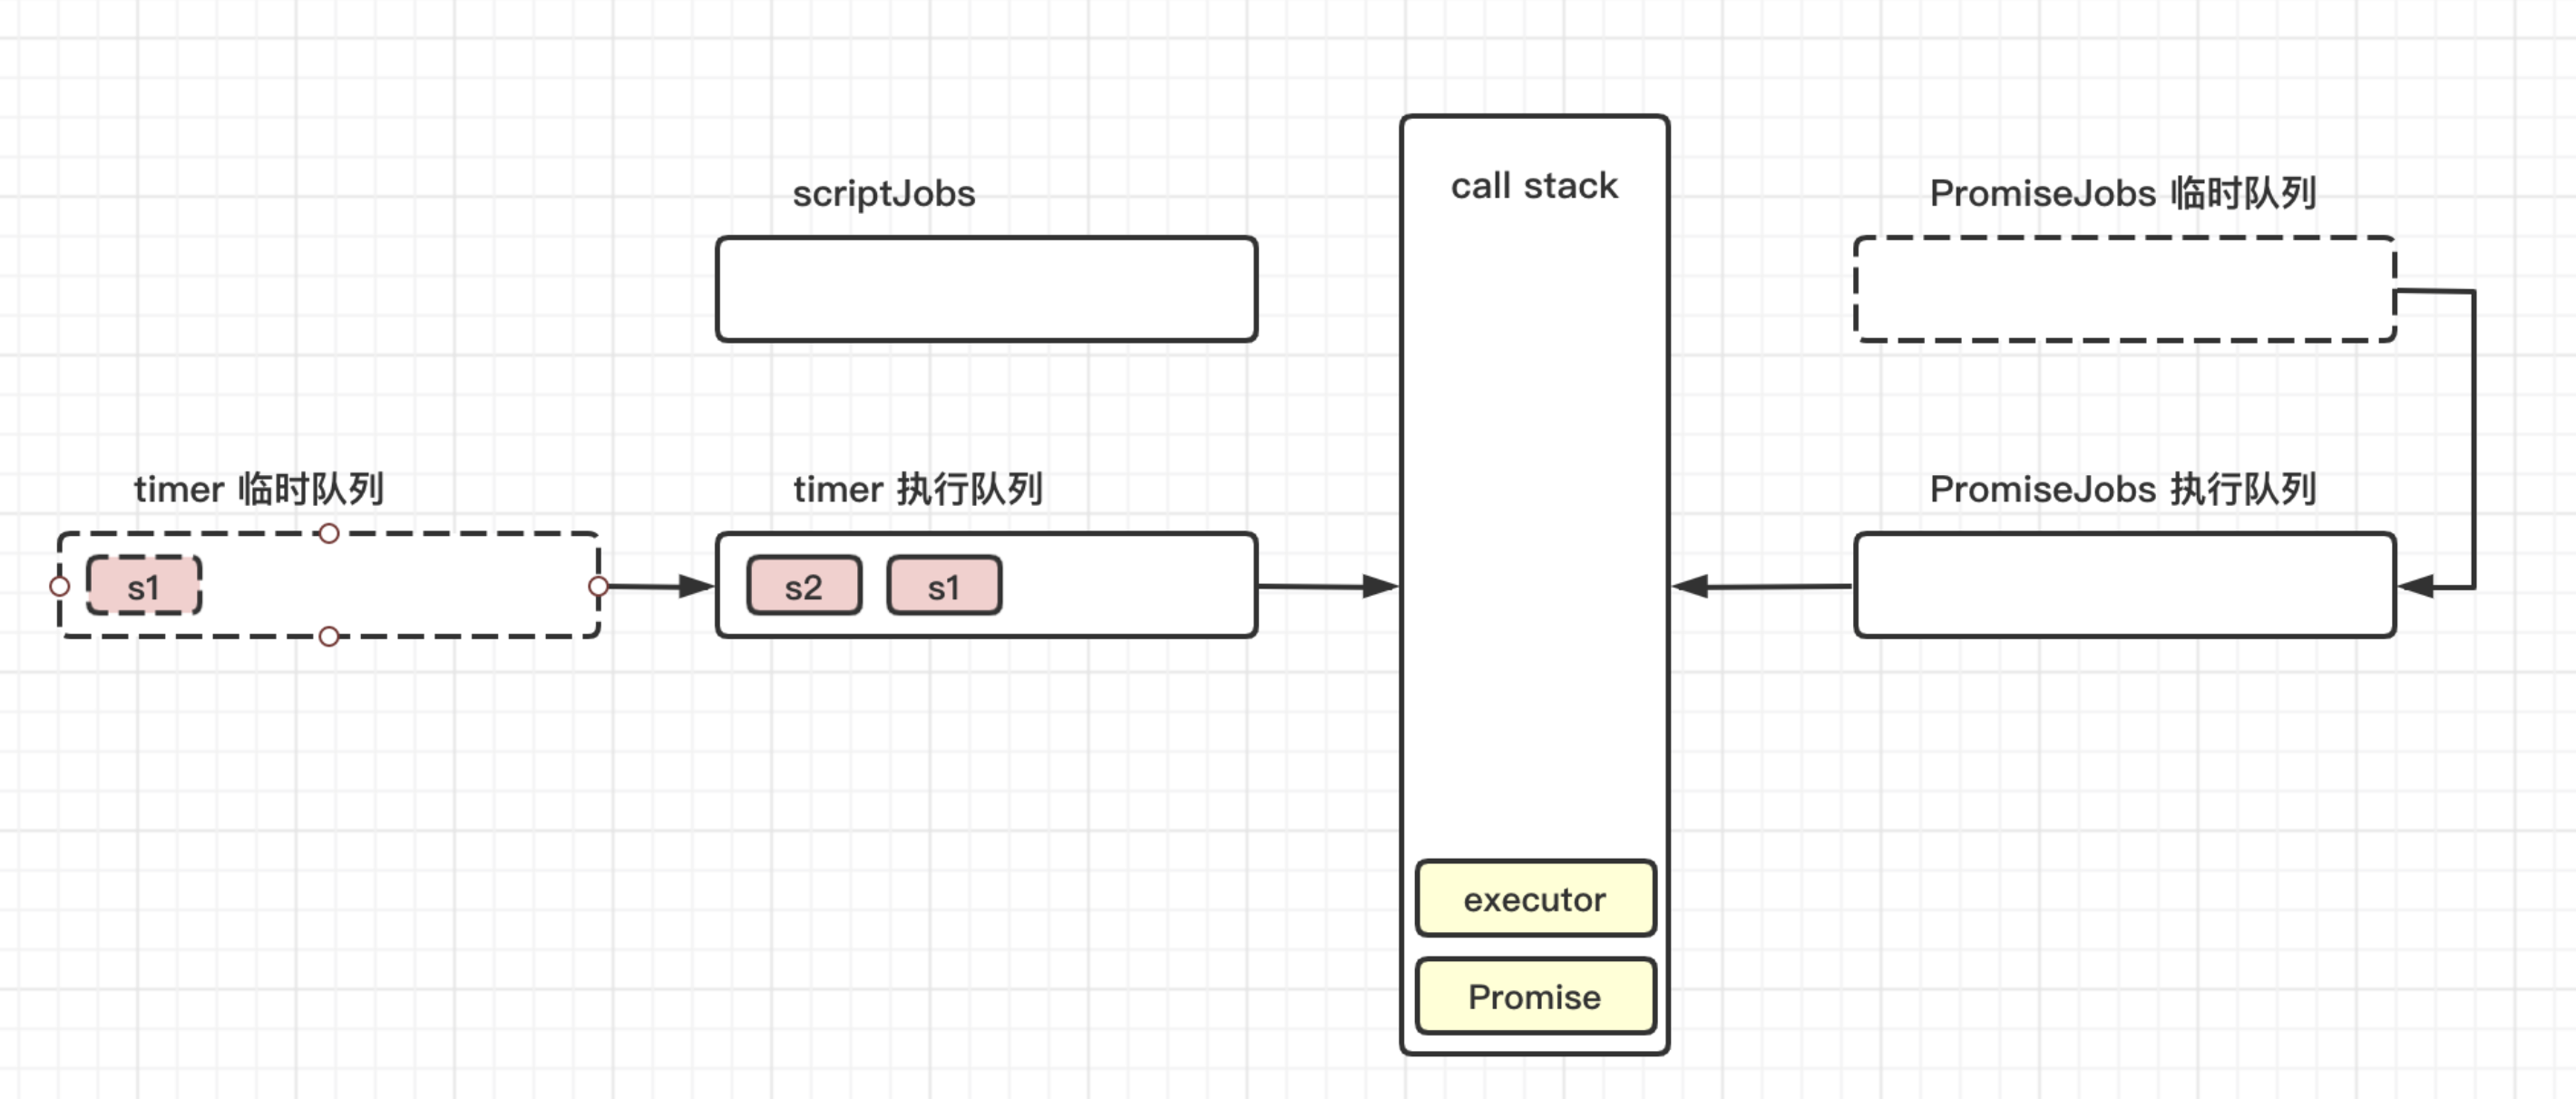 scriptJobs
call stack
PromiseJobs 临时队列
timer 临时队列
timer 执行队列
PromiseJobs 执行队列
s1
s2
s1
executor
Promise